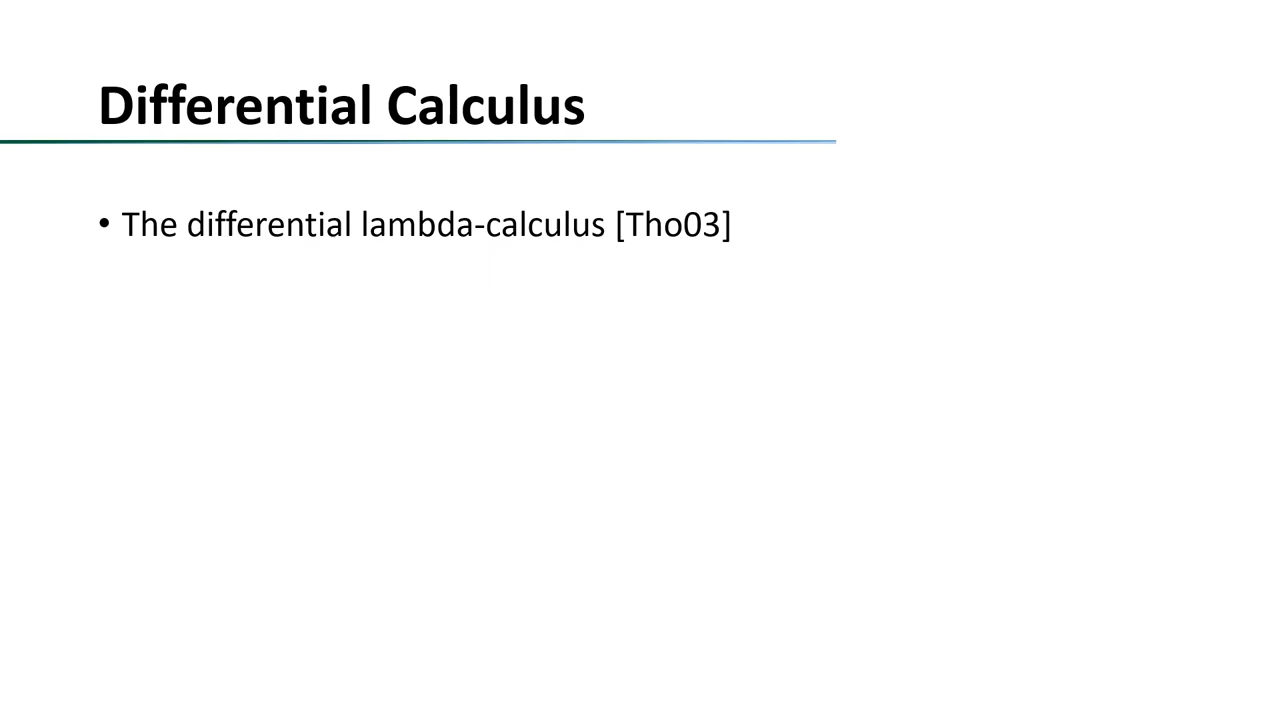 Differential Calculus
• The differential lambda-calculus [Tho03]